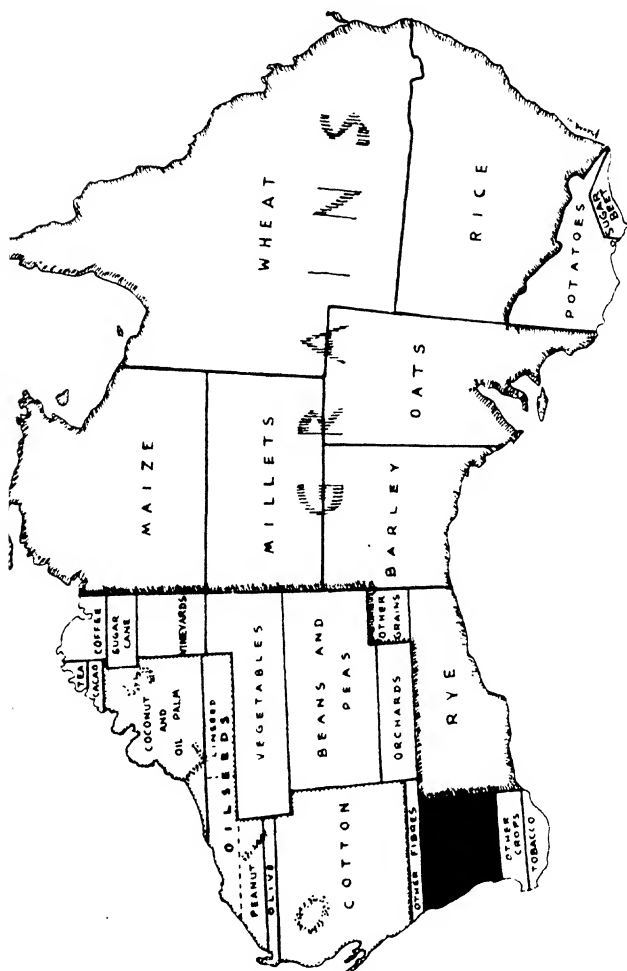 TEA
CACAO
COFFEE
SUGAR
CANE
COCONUT
AND
OIL PALM
VINEYARDS
LINSEED
OILSEEDS
PEANUT
OLIVE
VEGETABLES
BEANS AND
PEAS
COTTON
OTHER
GRAINS
ORCHARDS
OTHER FIBRES
OTHER
CROPS
TOBACCO
RYE
MAIZE
MILLETS
BARLEY
GRAINS
WHEAT
OATS
RICE
POTATOES
SUGAR
BEET